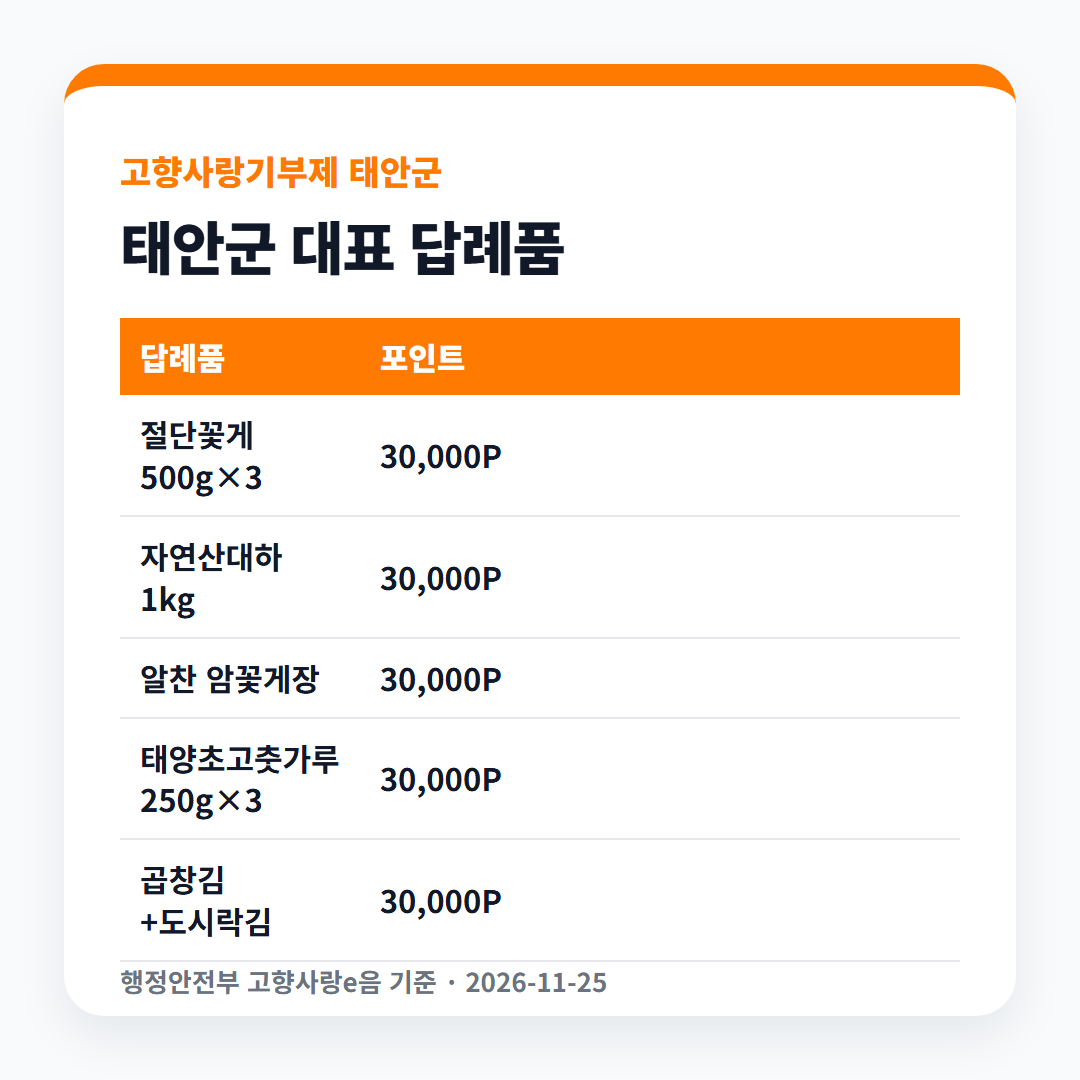 고향사랑기부제 태안군
태안군 대표 답례품
답례품 포인트
절단꽃게
500g×3
30,000P
자연산대하
1kg
30,000P
알찬 암꽃게장 30,000P
태양초고춧가루
250g×3
30,000P
곱창김
+도시락김
30,000P
행정안전부 고향사랑e음 기준 · 2026-11-25